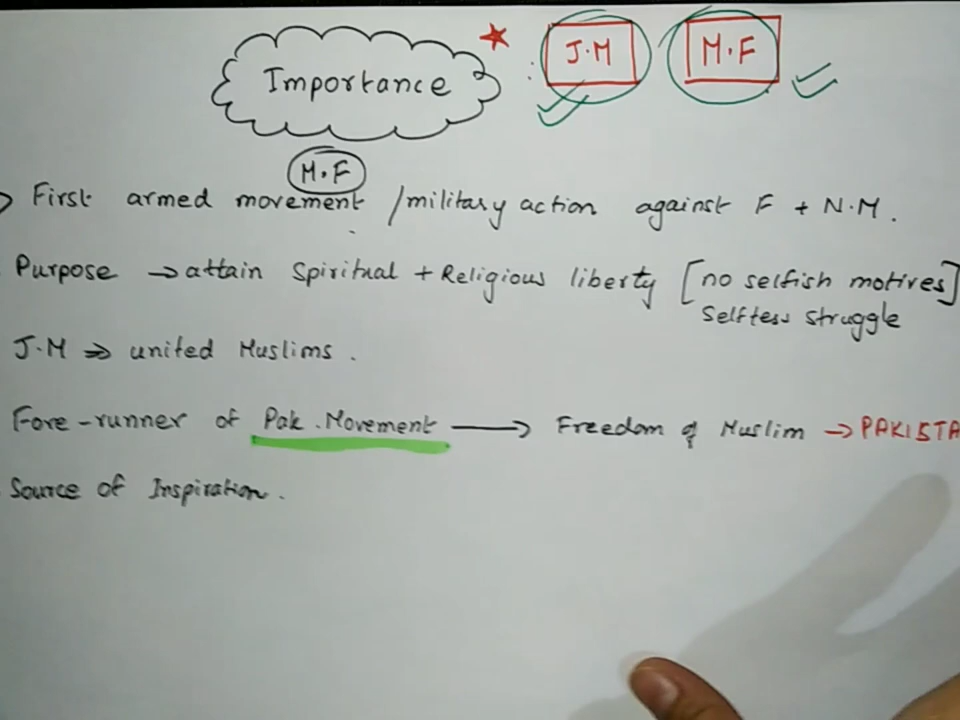 Importance
J.M
M.F
M.F
First armed movement / military action against F + N.M.
Purpose → attain Spiritual + Religious liberty [no selfish motives]
Selfless struggle
J.M ⇒ united Muslims.
Fore-runner of Pak.Movement → Freedom of Muslim → PAKISTA
Source of Inspiration.